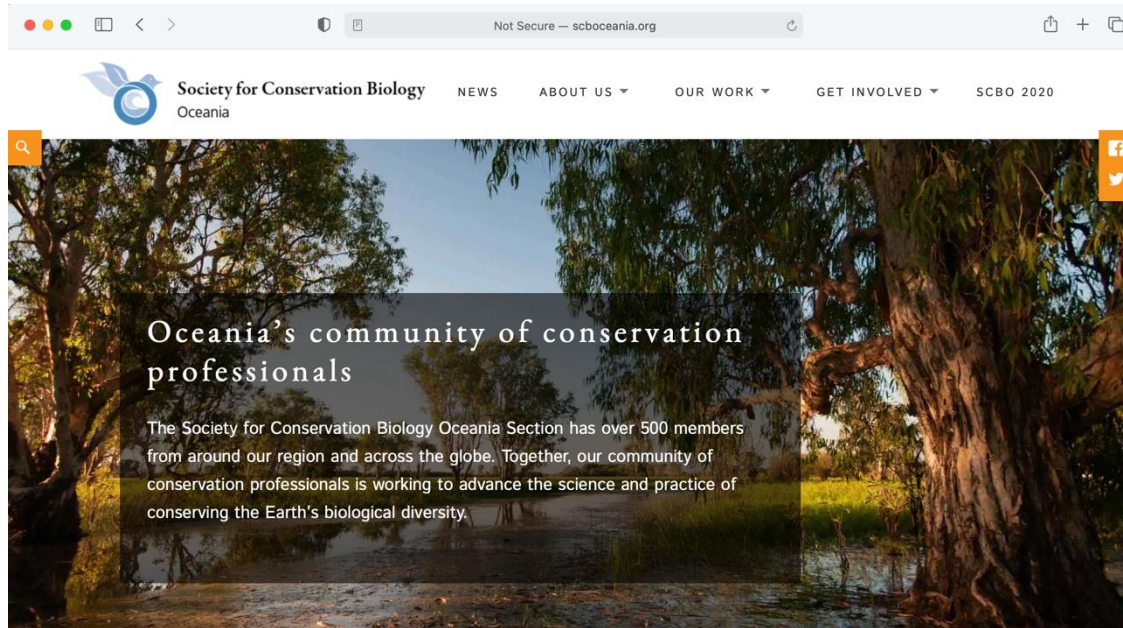 Not Secure — scboceania.org
Society for Conservation Biology
Oceania
NEWS ABOUT US OUR WORK GET INVOLVED SCBO 2020
Oceania's community of conservation
professionals
The Society for Conservation Biology Oceania Section has over 500 members
from around our region and across the globe. Together, our community of
conservation professionals is working to advance the science and practice of
conserving the Earth's biological diversity.